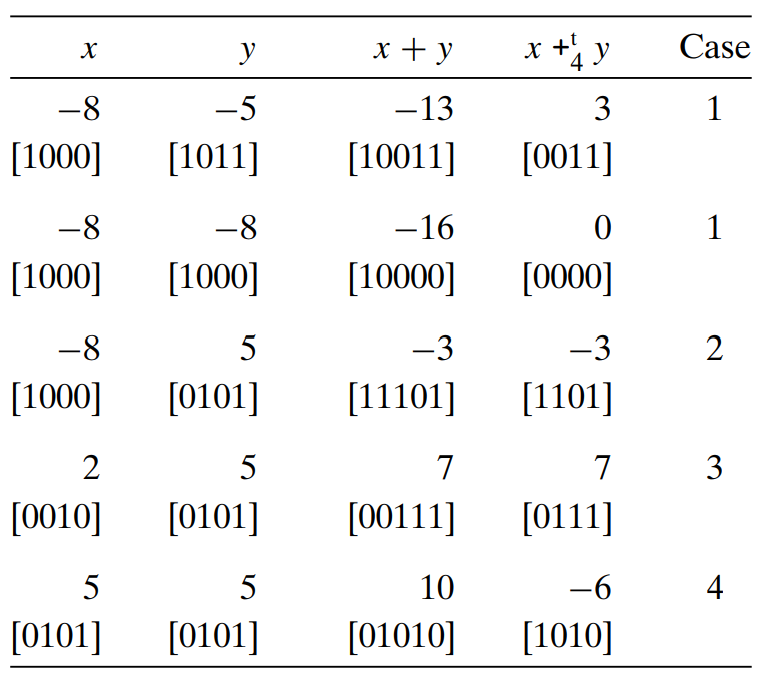 x y x + y x +ᵗ₄ y Case
−8 −5 −13 3 1
[1000] [1011] [10011] [0011]
−8 −8 −16 0 1
[1000] [1000] [10000] [0000]
−8 5 −3 −3 2
[1000] [0101] [11101] [1101]
2 5 7 7 3
[0010] [0101] [00111] [0111]
5 5 10 −6 4
[0101] [0101] [01010] [1010]